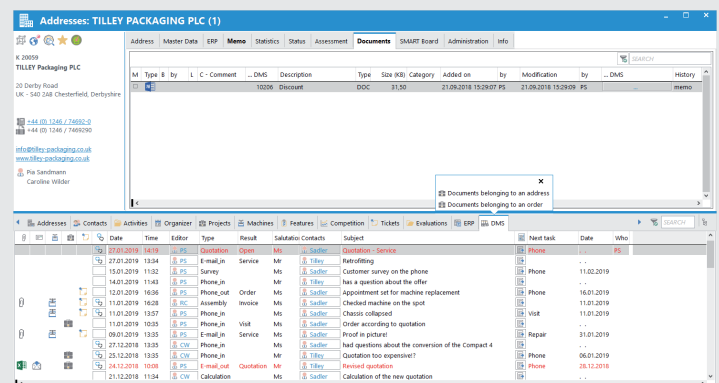 Addresses: TILLEY PACKAGING PLC (1)
Address Master Data ERP Memo Statistics Status Assessment Documents SMART Board Administration Info
K 20059
TILLEY Packaging PLC
20 Derby Road
UK - S40 2AB Chesterfield, Derbyshire
+44 (0) 1246 / 74692-0
+44 (0) 1246 / 7469290
info@tilley-packaging.co.uk
www.tilley-packaging.co.uk
Pia Sandmann
Caroline Wilder
SEARCH
M Type B by L C - Comment ... DMS Description Type Size (KB) Category Added on by Modification by ... DMS History
10206 Discount DOC 31,50 21.09.2018 15:29:07 PS 21.09.2018 15:29:09 PS ... memo
Documents belonging to an address
Documents belonging to an order
Addresses Contacts Activities Organizer Projects Machines Features Competition Tickets Evaluations ERP DMS SEARCH
Date Time Editor Type Result Salutation Contacts Subject Next task Date Who
27.01.2019 14:19 PS Quotation Open Ms Sadler Quotation - Service Phone . . PS
27.01.2019 13:34 PS E-mail_in Service Mr Tilley Retrofitting . .
15.01.2019 11:32 PS Survey Ms Sadler Customer survey on the phone Phone 11.02.2019
14.01.2019 11:43 PS Phone_in Mr Tilley has a question about the offer . .
12.01.2019 16:36 PS Phone_out Order Ms Sadler Appointment set for machine replacement Phone 16.01.2019
11.01.2019 16:28 RC Assembly Invoice Ms Sadler Checked machine on the spot 11.01.2019
11.01.2019 13:57 PS Phone_in Ms Sadler Chassis collapsed Visit 11.01.2019
11.01.2019 10:35 PS Phone_in Visit Ms Sadler Order according to quotation . .
09.01.2019 13:35 PS E-mail_in Service Ms Sadler Proof in picture! Repair 31.01.2019
27.12.2018 13:35 CW Phone_in Ms Sadler had questions about the conversion of the Compact 4 . .
25.12.2018 13:35 CW Phone_in Mr Tilley Quotation too expensive!? Phone 06.01.2019
24.12.2018 10:08 PS E-mail_out Quotation Mr Tilley Revised quotation Phone 28.12.2018
21.12.2018 11:34 CW Calculation Ms Sadler Calculation of the new quotation . .